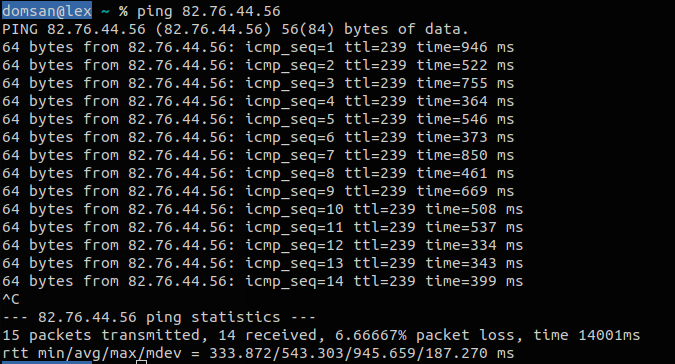 domsan@lex ~ % ping 82.76.44.56
PING 82.76.44.56 (82.76.44.56) 56(84) bytes of data.
64 bytes from 82.76.44.56: icmp_seq=1 ttl=239 time=946 ms
64 bytes from 82.76.44.56: icmp_seq=2 ttl=239 time=522 ms
64 bytes from 82.76.44.56: icmp_seq=3 ttl=239 time=755 ms
64 bytes from 82.76.44.56: icmp_seq=4 ttl=239 time=364 ms
64 bytes from 82.76.44.56: icmp_seq=5 ttl=239 time=546 ms
64 bytes from 82.76.44.56: icmp_seq=6 ttl=239 time=373 ms
64 bytes from 82.76.44.56: icmp_seq=7 ttl=239 time=850 ms
64 bytes from 82.76.44.56: icmp_seq=8 ttl=239 time=461 ms
64 bytes from 82.76.44.56: icmp_seq=9 ttl=239 time=669 ms
64 bytes from 82.76.44.56: icmp_seq=10 ttl=239 time=508 ms
64 bytes from 82.76.44.56: icmp_seq=11 ttl=239 time=537 ms
64 bytes from 82.76.44.56: icmp_seq=12 ttl=239 time=334 ms
64 bytes from 82.76.44.56: icmp_seq=13 ttl=239 time=343 ms
64 bytes from 82.76.44.56: icmp_seq=14 ttl=239 time=399 ms
^C
--- 82.76.44.56 ping statistics ---
15 packets transmitted, 14 received, 6.66667% packet loss, time 14001ms
rtt min/avg/max/mdev = 333.872/543.303/945.659/187.270 ms